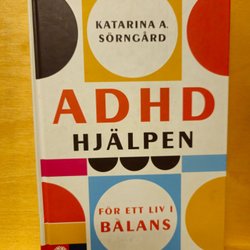 KATARINA A.
SÖRNGÅRD
ADHD
HJÄLPEN
FÖR ETT LIV I
BALANS